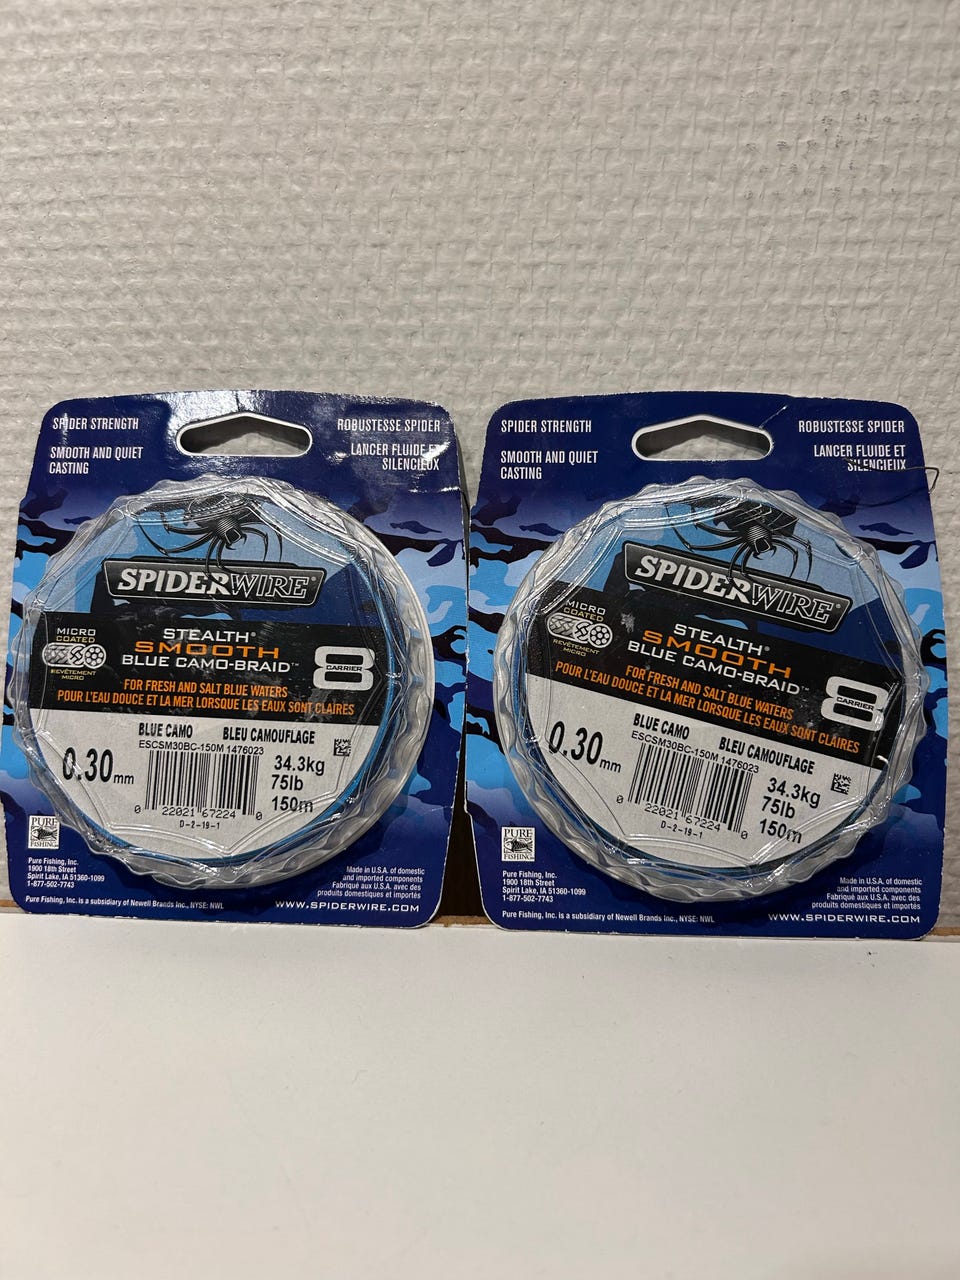 SPIDER STRENGTH
ROBUSTESSE SPIDER
SMOOTH AND QUIET
CASTING
LANCER FLUIDE ET
SILENCIEUX
SPIDERWIRE®
MICRO
COATED
REVÊTEMENT
MICRO
STEALTH®
SMOOTH
BLUE CAMO-BRAID™
8
CARRIER
FOR FRESH AND SALT BLUE WATERS
POUR L'EAU DOUCE ET LA MER LORSQUE LES EAUX SONT CLAIRES
BLUE CAMO
BLEU CAMOUFLAGE
ESCSM30BC-150M 1476023
0.30mm
34.3kg
75lb
150m
0 22021 67224 0
D-2-19-1
PURE
FISHING
Pure Fishing, Inc.
1900 18th Street
Spirit Lake, IA 51360-1099
1-877-502-7743
Made in U.S.A. of domestic
and imported components
Fabriqué aux U.S.A. avec des
produits domestiques et importés
Pure Fishing, Inc. is a subsidiary of Newell Brands Inc., NYSE: NWL
WWW.SPIDERWIRE.COM
SPIDER STRENGTH
ROBUSTESSE SPIDER
SMOOTH AND QUIET
CASTING
LANCER FLUIDE ET
SILENCIEUX
SPIDERWIRE®
MICRO
COATED
REVÊTEMENT
MICRO
STEALTH®
SMOOTH
BLUE CAMO-BRAID™
8
CARRIER
FOR FRESH AND SALT BLUE WATERS
POUR L'EAU DOUCE ET LA MER LORSQUE LES EAUX SONT CLAIRES
BLUE CAMO
BLEU CAMOUFLAGE
ESCSM30BC-150M 1476023
0.30mm
34.3kg
75lb
150m
0 22021 67224 0
D-2-19-1
PURE
FISHING
Pure Fishing, Inc.
1900 18th Street
Spirit Lake, IA 51360-1099
1-877-502-7743
Made in U.S.A. of domestic
and imported components
Fabriqué aux U.S.A. avec des
produits domestiques et importés
Pure Fishing, Inc. is a subsidiary of Newell Brands Inc., NYSE: NWL
WWW.SPIDERWIRE.COM